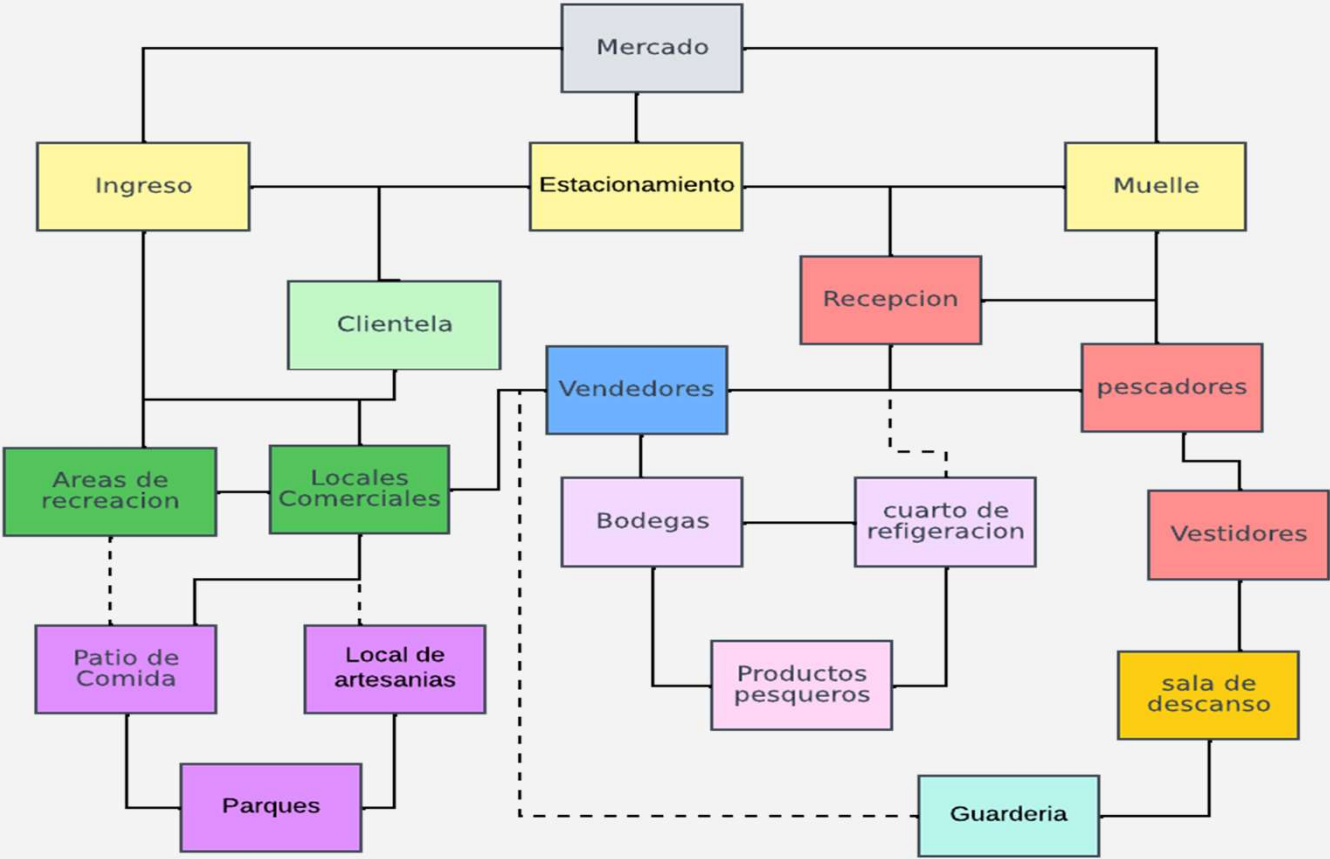 Mercado
Ingreso
Estacionamiento
Muelle
Recepcion
Clientela
Vendedores
pescadores
Areas de
recreacion
Locales
Comerciales
Bodegas
cuarto de
refigeracion
Vestidores
Patio de
Comida
Local de
artesanias
Productos
pesqueros
sala de
descanso
Parques
Guarderia